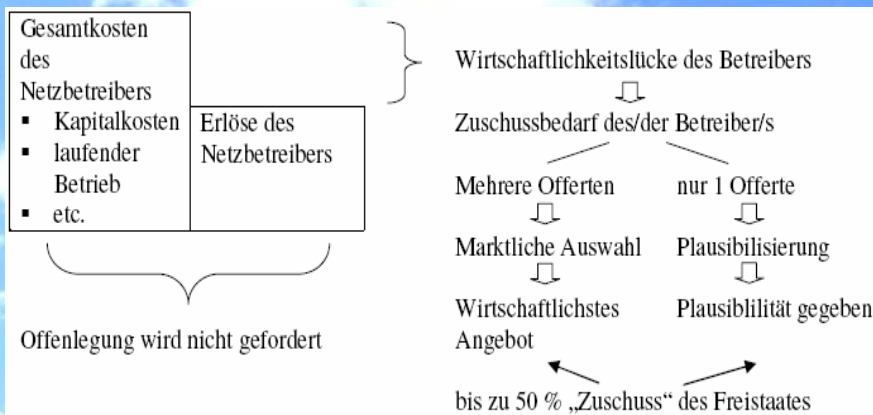 Gesamtkosten
des
Netzbetreibers
▪ Kapitalkosten
▪ laufender
Betrieb
▪ etc.
Erlöse des
Netzbetreibers
Offenlegung wird nicht gefordert
Wirtschaftlichkeitslücke des Betreibers
Zuschussbedarf des/der Betreiber/s
Mehrere Offerten
nur 1 Offerte
Marktliche Auswahl
Plausibilisierung
Wirtschaftlichstes
Angebot
Plausiblilität gegeben
bis zu 50 % „Zuschuss“ des Freistaates